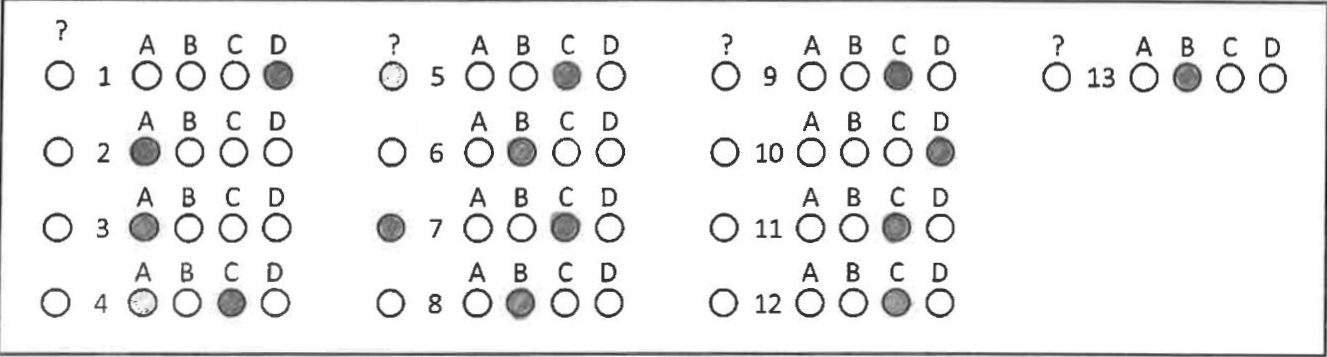 ? A B C D ? A B C D ? A B C D ? A B C D
1 5 9 13
A B C D A B C D A B C D
2 6 10
A B C D A B C D A B C D
3 7 11
A B C D A B C D A B C D
4 8 12